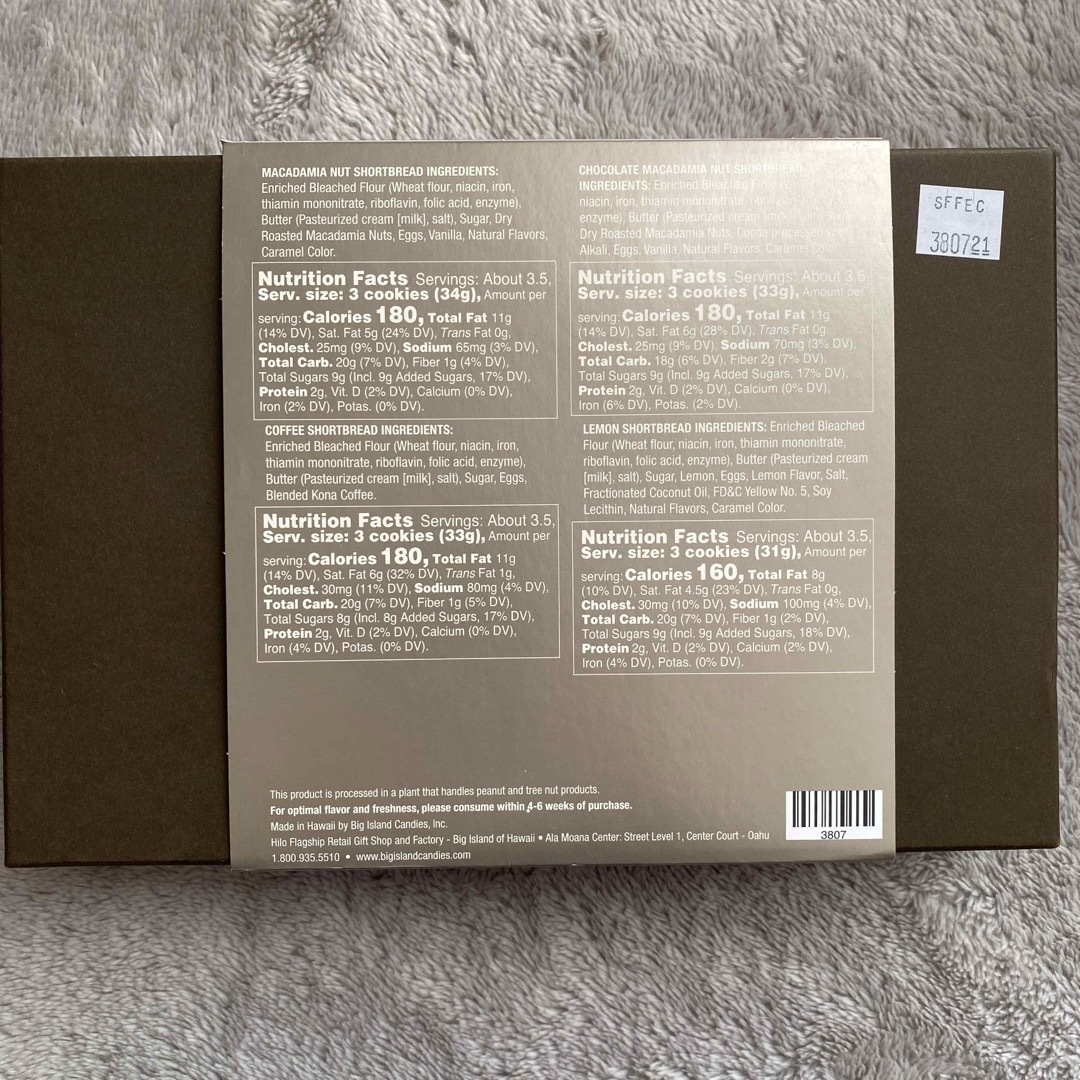 MACADAMIA NUT SHORTBREAD INGREDIENTS:
Enriched Bleached Flour (Wheat flour, niacin, iron,
thiamin mononitrate, riboflavin, folic acid, enzyme),
Butter (Pasteurized cream [milk], salt), Sugar, Dry
Roasted Macadamia Nuts, Eggs, Vanilla, Natural Flavors,
Caramel Color.
Nutrition Facts Servings: About 3.5,
Serv. size: 3 cookies (34g), Amount per
serving: Calories 180, Total Fat 11g
(14% DV), Sat. Fat 5g (24% DV), Trans Fat 0g,
Cholest. 25mg (9% DV), Sodium 65mg (3% DV),
Total Carb. 20g (7% DV), Fiber 1g (4% DV),
Total Sugars 9g (Incl. 9g Added Sugars, 17% DV),
Protein 2g, Vit. D (2% DV), Calcium (0% DV),
Iron (2% DV), Potas. (0% DV).
CHOCOLATE MACADAMIA NUT SHORTBREAD
INGREDIENTS: Enriched Bleached Flour
niacin, iron, thiamin mononitrate,
enzyme), Butter (Pasteurized cream [milk],
Dry Roasted Macadamia Nuts, Cocoa processed
Alkali, Eggs, Vanilla, Natural Flavors, Caramel Color.
Nutrition Facts Servings: About 3.5
Serv. size: 3 cookies (33g), Amount per
serving: Calories 180, Total Fat 11g
(14% DV), Sat. Fat 6g (28% DV), Trans Fat 0g,
Cholest. 25mg (9% DV), Sodium 70mg (3% DV),
Total Carb. 18g (6% DV), Fiber 2g (7% DV),
Total Sugars 9g (Incl. 9g Added Sugars, 17% DV),
Protein 2g, Vit. D (2% DV), Calcium (0% DV),
Iron (6% DV), Potas. (2% DV).
COFFEE SHORTBREAD INGREDIENTS:
Enriched Bleached Flour (Wheat flour, niacin, iron,
thiamin mononitrate, riboflavin, folic acid, enzyme),
Butter (Pasteurized cream [milk], salt), Sugar, Eggs,
Blended Kona Coffee.
Nutrition Facts Servings: About 3.5,
Serv. size: 3 cookies (33g), Amount per
serving: Calories 180, Total Fat 11g
(14% DV), Sat. Fat 6g (32% DV), Trans Fat 1g,
Cholest. 30mg (11% DV), Sodium 80mg (4% DV),
Total Carb. 20g (7% DV), Fiber 1g (5% DV),
Total Sugars 8g (Incl. 8g Added Sugars, 17% DV),
Protein 2g, Vit. D (2% DV), Calcium (0% DV),
Iron (4% DV), Potas. (0% DV).
LEMON SHORTBREAD INGREDIENTS: Enriched Bleached
Flour (Wheat flour, niacin, iron, thiamin mononitrate,
riboflavin, folic acid, enzyme), Butter (Pasteurized cream
[milk], salt), Sugar, Lemon, Eggs, Lemon Flavor, Salt,
Fractionated Coconut Oil, FD&C Yellow No. 5, Soy
Lecithin, Natural Flavors, Caramel Color.
Nutrition Facts Servings: About 3.5,
Serv. size: 3 cookies (31g), Amount per
serving: Calories 160, Total Fat 8g
(10% DV), Sat. Fat 4.5g (23% DV), Trans Fat 0g,
Cholest. 30mg (10% DV), Sodium 100mg (4% DV),
Total Carb. 20g (7% DV), Fiber 1g (2% DV),
Total Sugars 9g (Incl. 9g Added Sugars, 18% DV),
Protein 2g, Vit. D (2% DV), Calcium (2% DV),
Iron (4% DV), Potas. (0% DV).
This product is processed in a plant that handles peanut and tree nut products.
For optimal flavor and freshness, please consume within 4-6 weeks of purchase.
Made in Hawaii by Big Island Candies, Inc.
Hilo Flagship Retail Gift Shop and Factory - Big Island of Hawaii • Ala Moana Center: Street Level 1, Center Court - Oahu
1.800.935.5510 • www.bigislandcandies.com
3807
SFFEC
380721